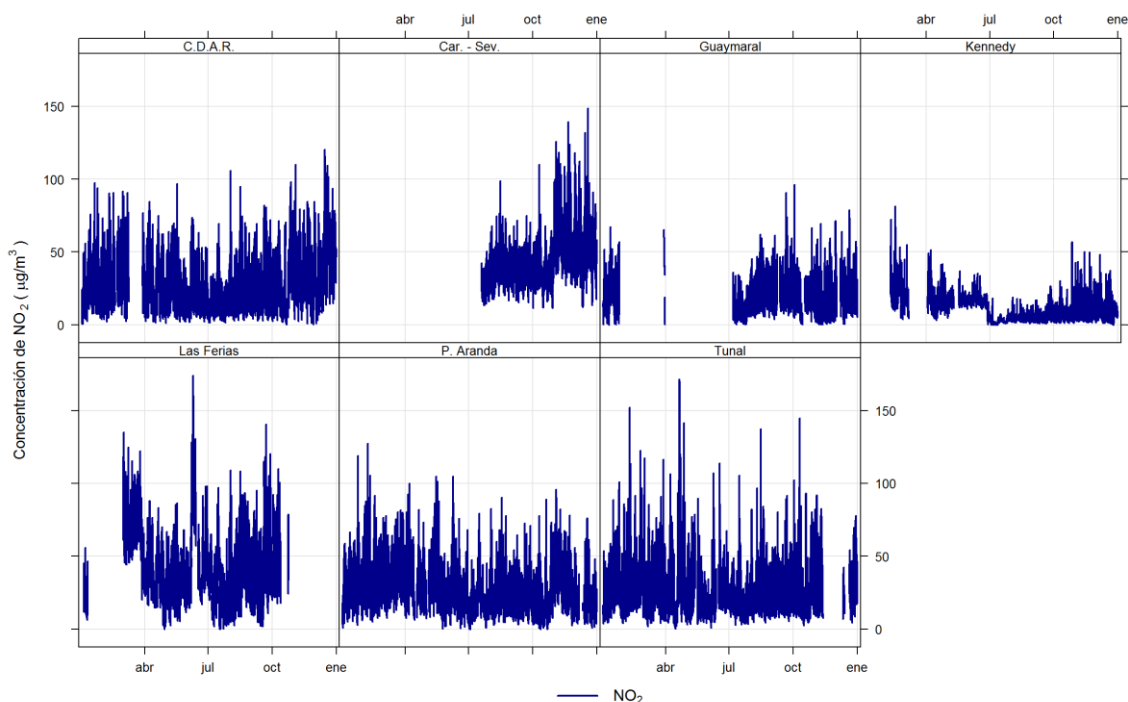 abr jul oct ene abr jul oct ene
C.D.A.R. Car. - Sev. Guaymaral Kennedy
150
100
50
0
Concentración de NO₂ ( µg/m³ )
Las Ferias P. Aranda Tunal
150
100
50
0
abr jul oct ene abr jul oct ene
NO₂